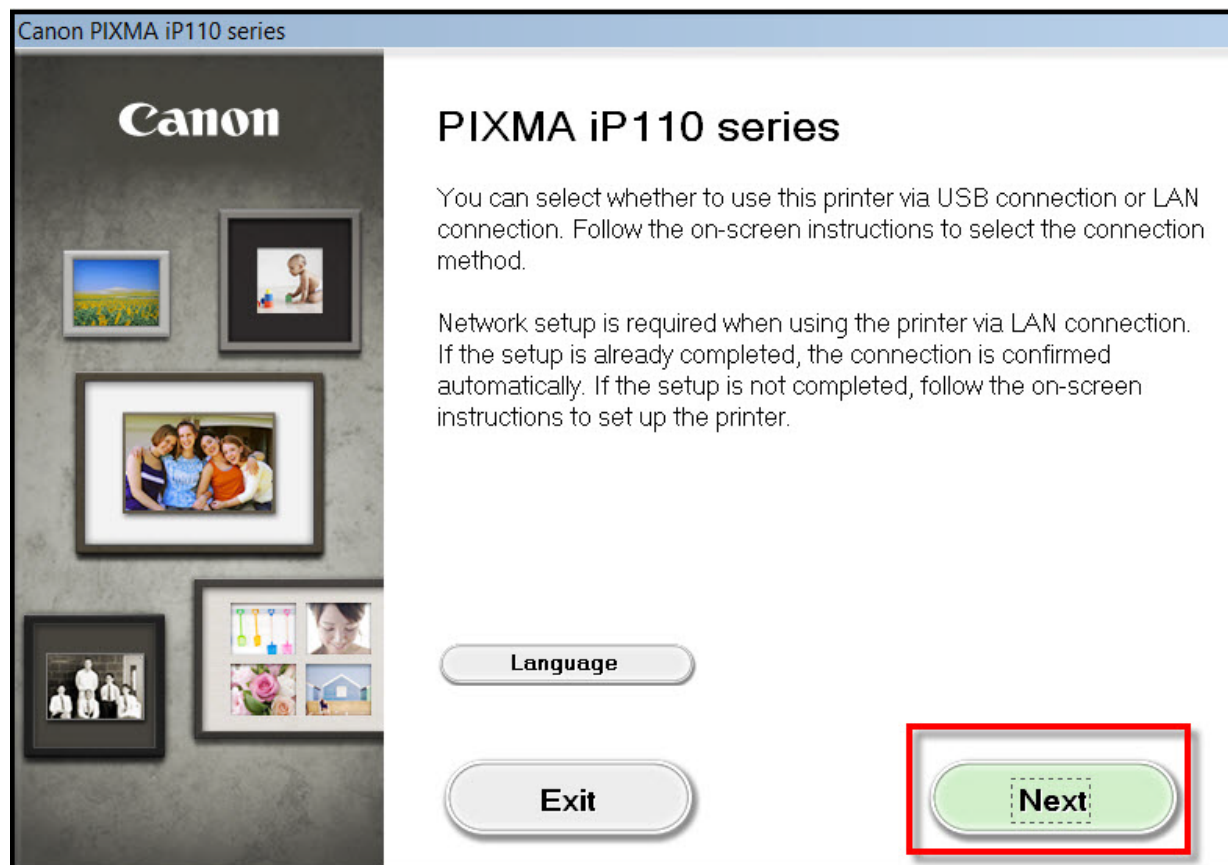 Canon PIXMA iP110 series
Canon
PIXMA iP110 series
You can select whether to use this printer via USB connection or LAN
connection. Follow the on-screen instructions to select the connection
method.
Network setup is required when using the printer via LAN connection.
If the setup is already completed, the connection is confirmed
automatically. If the setup is not completed, follow the on-screen
instructions to set up the printer.
Language
Exit
Next